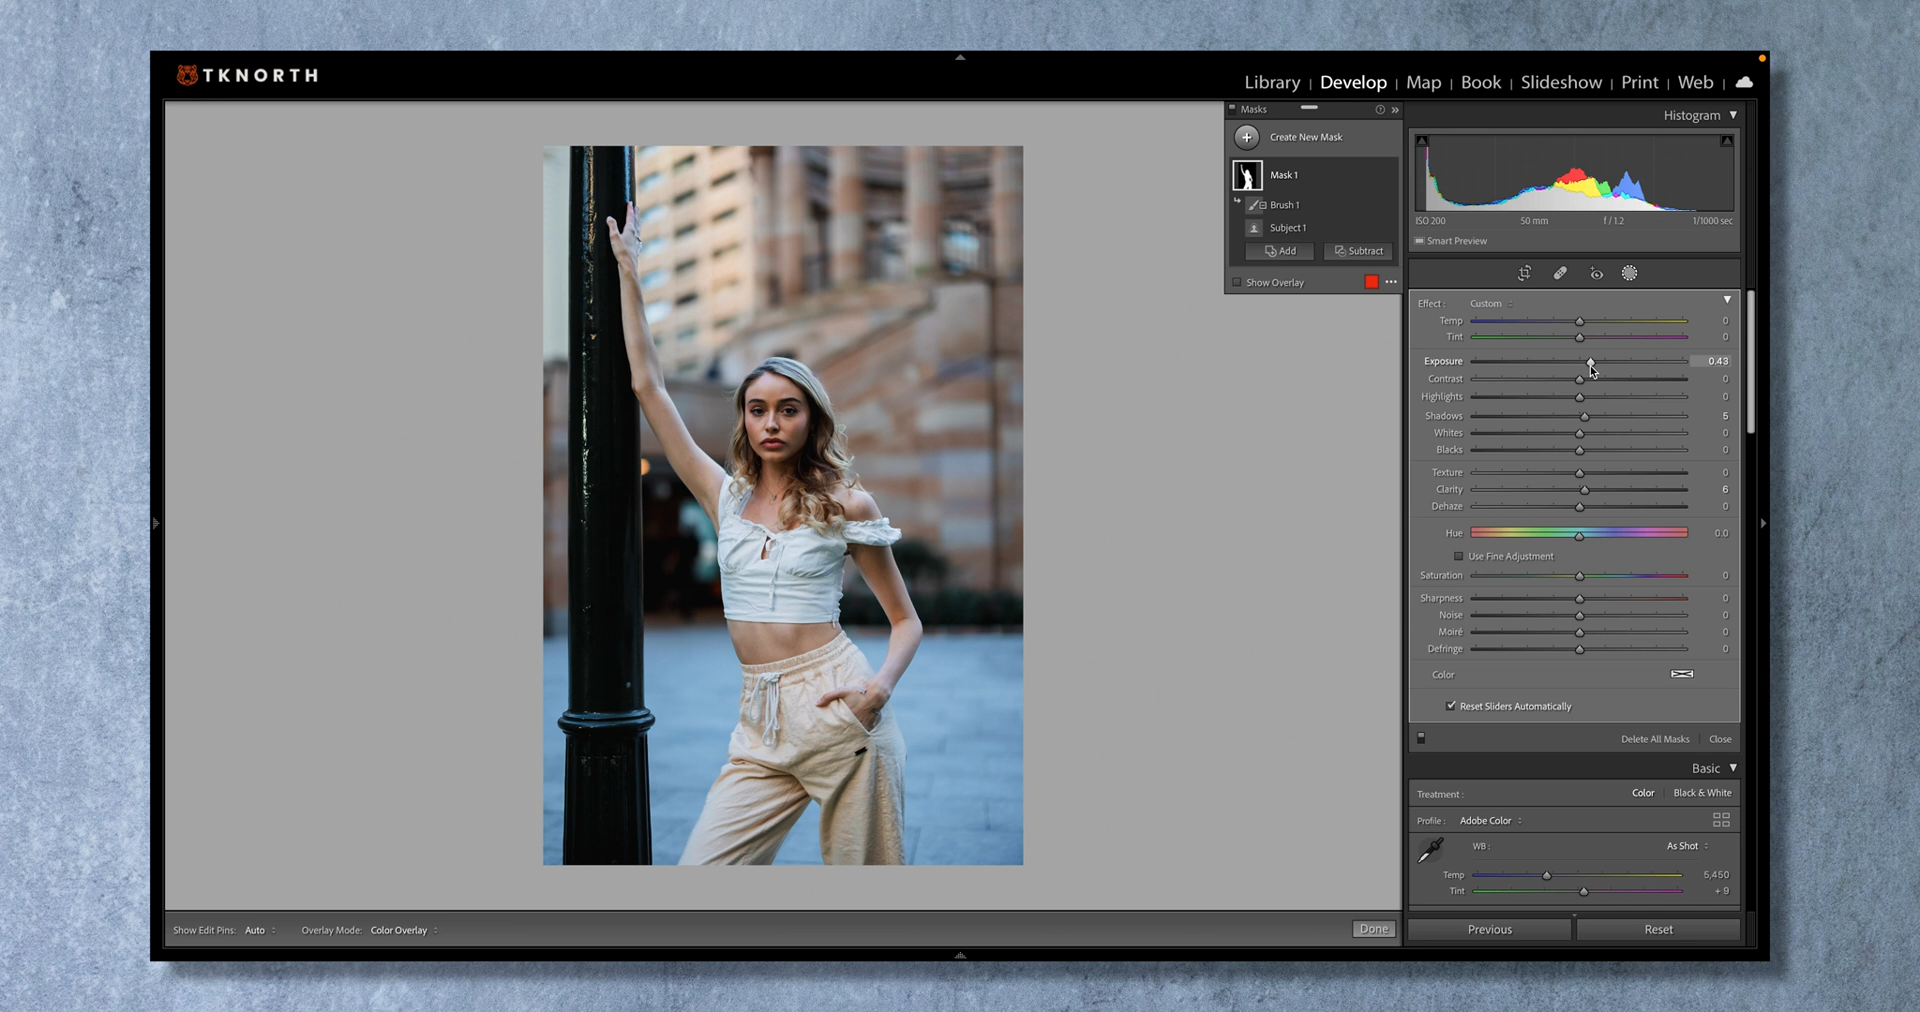 TKNORTH
Library | Develop | Map | Book | Slideshow | Print | Web |
Masks
Create New Mask
Mask 1
Brush 1
Subject 1
Add Subtract
Show Overlay
Histogram
ISO 200 50 mm f / 1.2 1/1000 sec
Smart Preview
Effect : Custom
Temp 0
Tint 0
Exposure 0.43
Contrast 0
Highlights 0
Shadows 5
Whites 0
Blacks 0
Texture 0
Clarity 6
Dehaze 0
Hue 0.0
Use Fine Adjustment
Saturation 0
Sharpness 0
Noise 0
Moiré 0
Defringe 0
Color
Reset Sliders Automatically
Delete All Masks Close
Basic
Treatment : Color Black & White
Profile : Adobe Color
WB : As Shot
Temp 5,450
Tint + 9
Show Edit Pins: Auto Overlay Mode: Color Overlay Done
Previous Reset